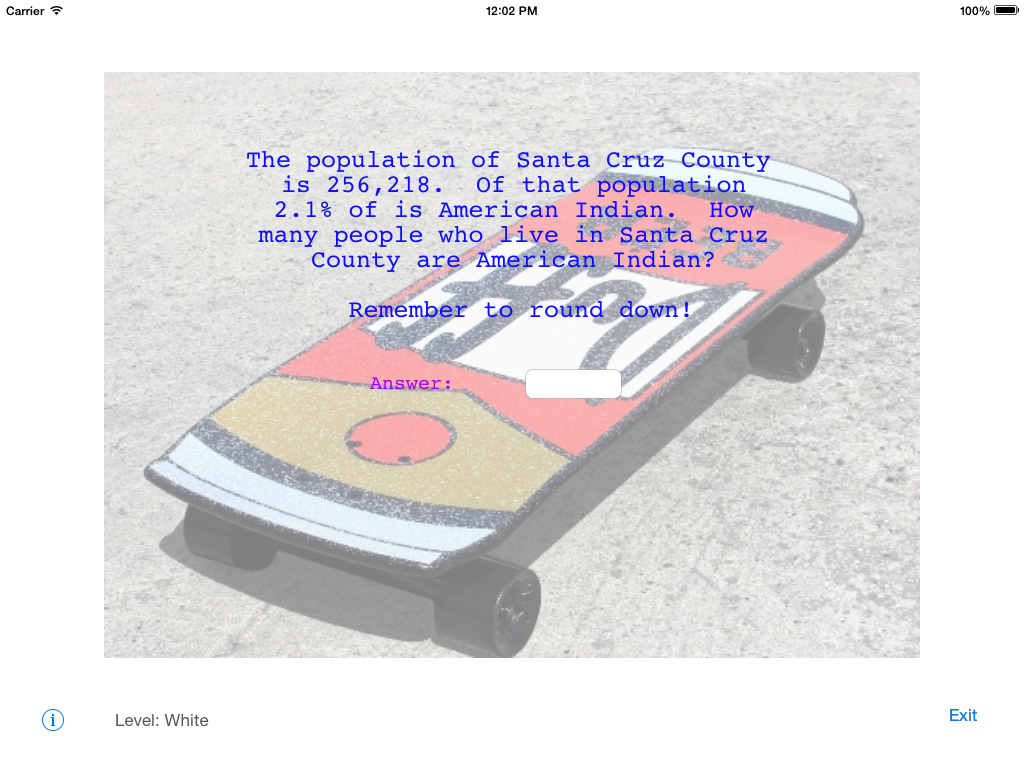 Carrier 12:02 PM 100%
The population of Santa Cruz County
is 256,218.  Of that population
2.1% of is American Indian.  How
many people who live in Santa Cruz
County are American Indian?
Remember to round down!
Answer:
i Level: White Exit